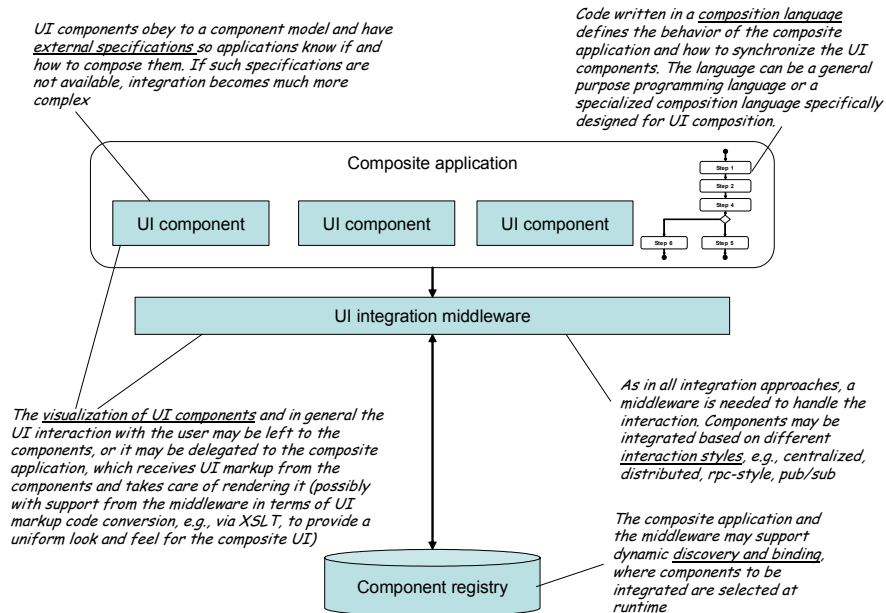 UI components obey to a component model and have
external specifications so applications know if and
how to compose them. If such specifications are
not available, integration becomes much more
complex
Code written in a composition language
defines the behavior of the composite
application and how to synchronize the UI
components. The language can be a general
purpose programming language or a
specialized composition language specifically
designed for UI composition.
Composite application
Step 1
Step 2
Step 4
Step 6
Step 5
UI component
UI component
UI component
UI integration middleware
The visualization of UI components and in general the
UI interaction with the user may be left to the
components, or it may be delegated to the composite
application, which receives UI markup from the
components and takes care of rendering it (possibly
with support from the middleware in terms of UI
markup code conversion, e.g., via XSLT, to provide a
uniform look and feel for the composite UI)
As in all integration approaches, a
middleware is needed to handle the
interaction. Components may be
integrated based on different
interaction styles, e.g., centralized,
distributed, rpc-style, pub/sub
The composite application and
the middleware may support
dynamic discovery and binding,
where components to be
integrated are selected at
runtime
Component registry